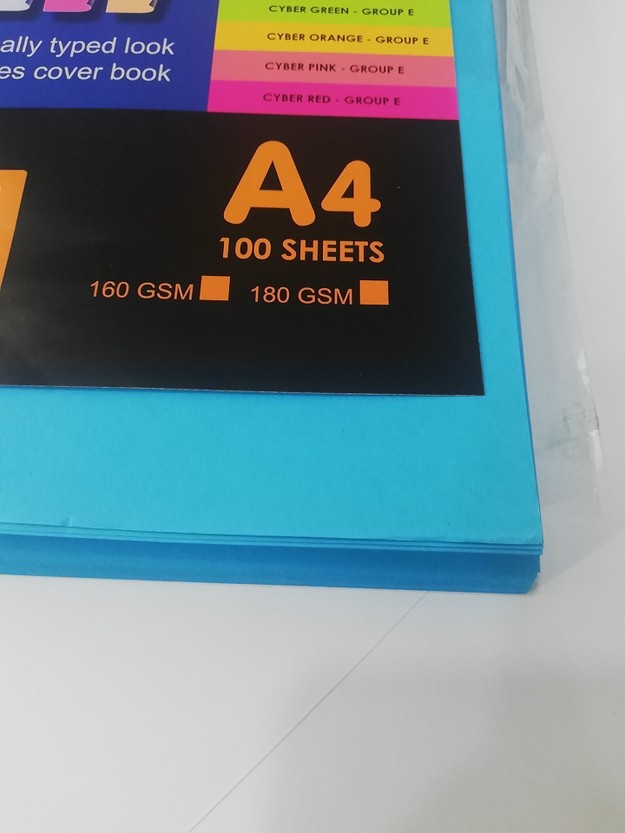 CYBER GREEN - GROUP E
CYBER ORANGE - GROUP E
CYBER PINK - GROUP E
CYBER RED - GROUP E
ally typed look
es cover book
A4
100 SHEETS
160 GSM 180 GSM